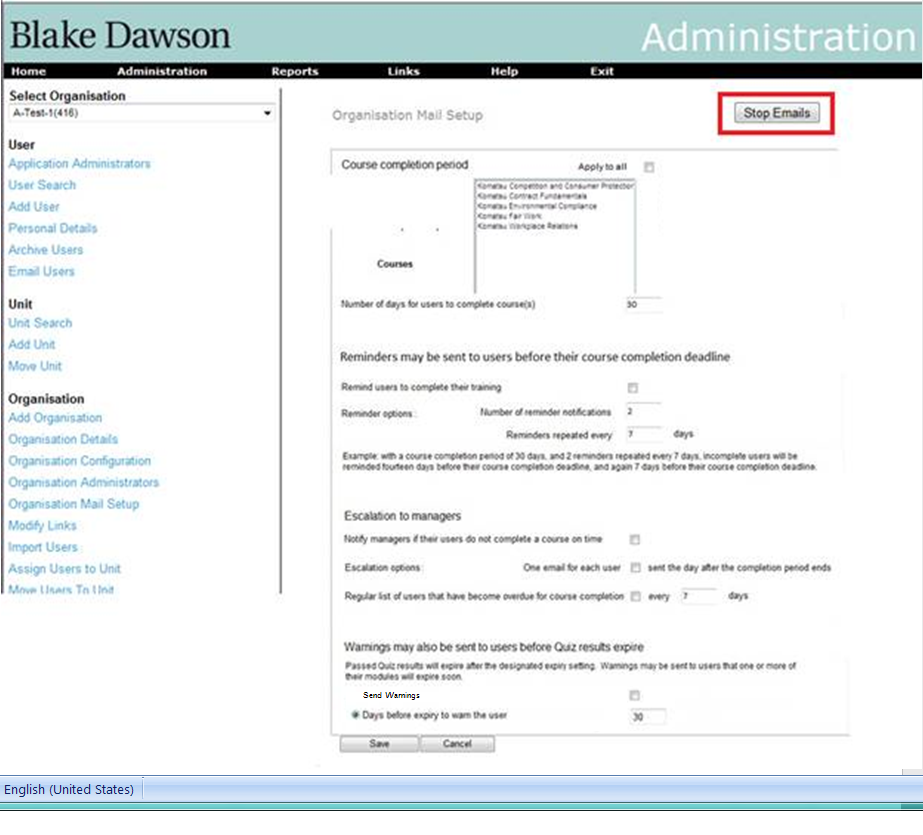 Blake Dawson
Administration
Home Administration Reports Links Help Exit
Select Organisation
A-Test-1(416)
User
Application Administrators
User Search
Add User
Personal Details
Archive Users
Email Users
Unit
Unit Search
Add Unit
Move Unit
Organisation
Add Organisation
Organisation Details
Organisation Configuration
Organisation Administrators
Organisation Mail Setup
Modify Links
Import Users
Assign Users to Unit
Move Users To Unit
Organisation Mail Setup
Stop Emails
Course completion period Apply to all
Komatsu Competition and Consumer Protection
Komatsu Contract Fundamentals
Komatsu Environmental Compliance
Komatsu Fair Work
Komatsu Workplace Relations
Courses
Number of days for users to complete course(s) 30
Reminders may be sent to users before their course completion deadline
Remind users to complete their training
Reminder options : Number of reminder notifications 2
Reminders repeated every 7 days
Example: with a course completion period of 30 days, and 2 reminders repeated every 7 days, incomplete users will be
reminded fourteen days before their course completion deadline, and again 7 days before their course completion deadline.
Escalation to managers
Notify managers if their users do not complete a course on time
Escalation options : One email for each user sent the day after the completion period ends
Regular list of users that have become overdue for course completion every 7 days
Warnings may also be sent to users before Quiz results expire
Passed Quiz results will expire after the designated expiry setting. Warnings may be sent to users that one or more of
their modules will expire soon.
Send Warnings
Days before expiry to warn the user 30
Save Cancel
English (United States)